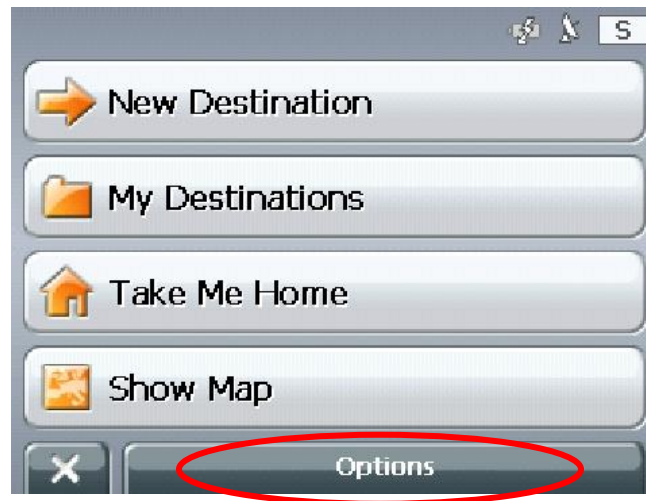 S
New Destination
My Destinations
Take Me Home
Show Map
Options